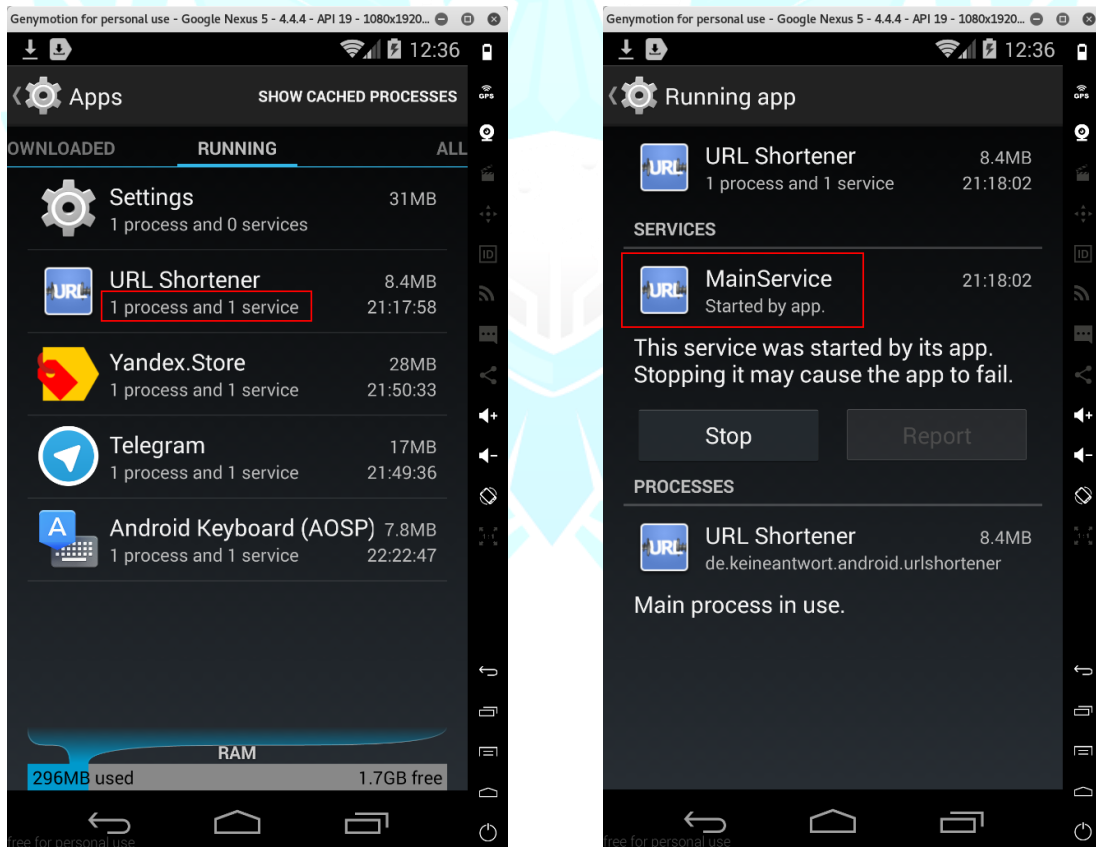 Genymotion for personal use - Google Nexus 5 - 4.4.4 - API 19 - 1080x1920...
12:36
Apps
SHOW CACHED PROCESSES
OWNLOADED
RUNNING
ALL
Settings
31MB
1 process and 0 services
URL
URL Shortener
8.4MB
1 process and 1 service
21:17:58
Yandex.Store
28MB
1 process and 1 service
21:50:33
Telegram
17MB
1 process and 1 service
21:49:36
A
Android Keyboard (AOSP)
7.8MB
1 process and 1 service
22:22:47
RAM
296MB used
1.7GB free
free for personal use
GPS
ID
Genymotion for personal use - Google Nexus 5 - 4.4.4 - API 19 - 1080x1920...
12:36
Running app
URL
URL Shortener
8.4MB
1 process and 1 service
21:18:02
SERVICES
URL
MainService
21:18:02
Started by app.
This service was started by its app.
Stopping it may cause the app to fail.
Stop
Report
PROCESSES
URL
URL Shortener
8.4MB
de.keineantwort.android.urlshortener
Main process in use.
free for personal use
GPS
ID